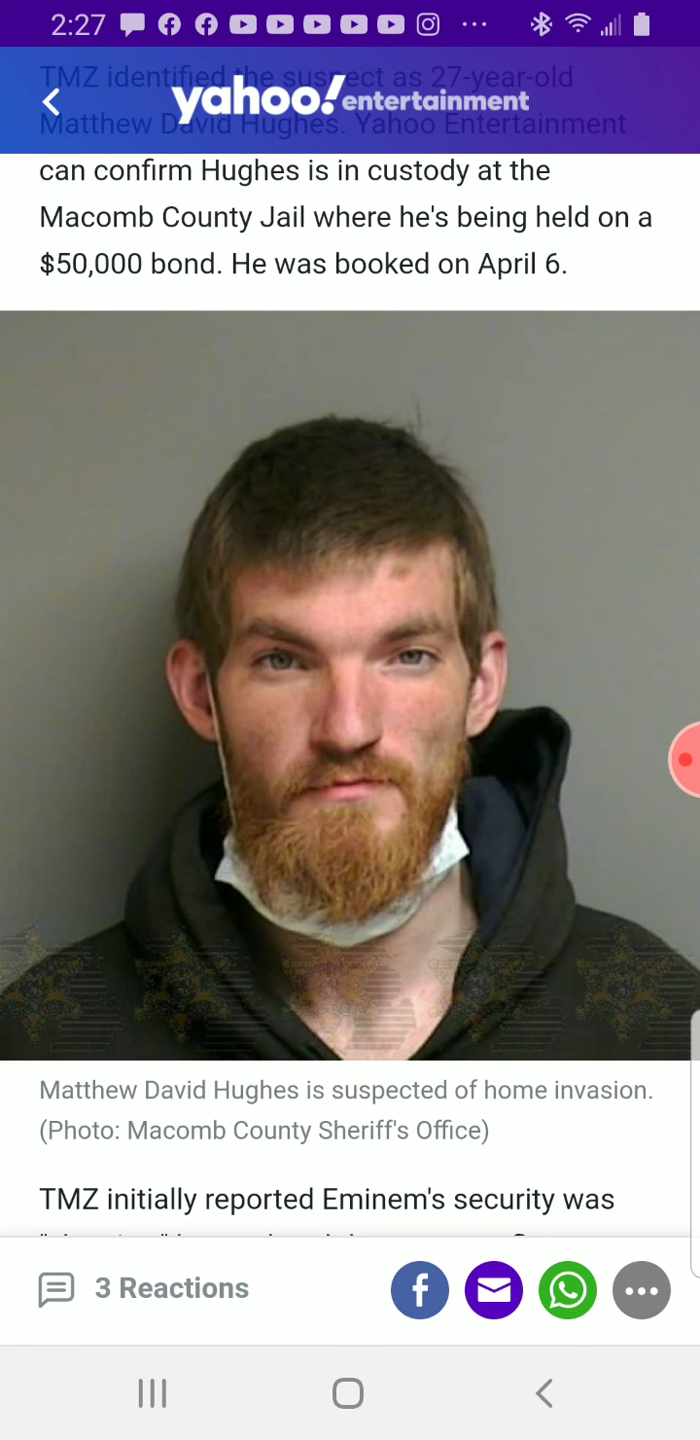 2:27
TMZ identified the suspect as 27-year-old
yahoo!entertainment
Matthew David Hughes. Yahoo Entertainment
can confirm Hughes is in custody at the
Macomb County Jail where he's being held on a
$50,000 bond. He was booked on April 6.
Matthew David Hughes is suspected of home invasion.
(Photo: Macomb County Sheriff's Office)
TMZ initially reported Eminem's security was
3 Reactions